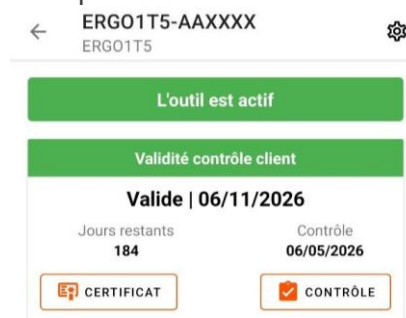 ERGO1T5-AAXXXX
ERGO1T5
L'outil est actif
Validité contrôle client
Valide | 06/11/2026
Jours restants Contrôle
184 06/05/2026
CERTIFICAT CONTRÔLE